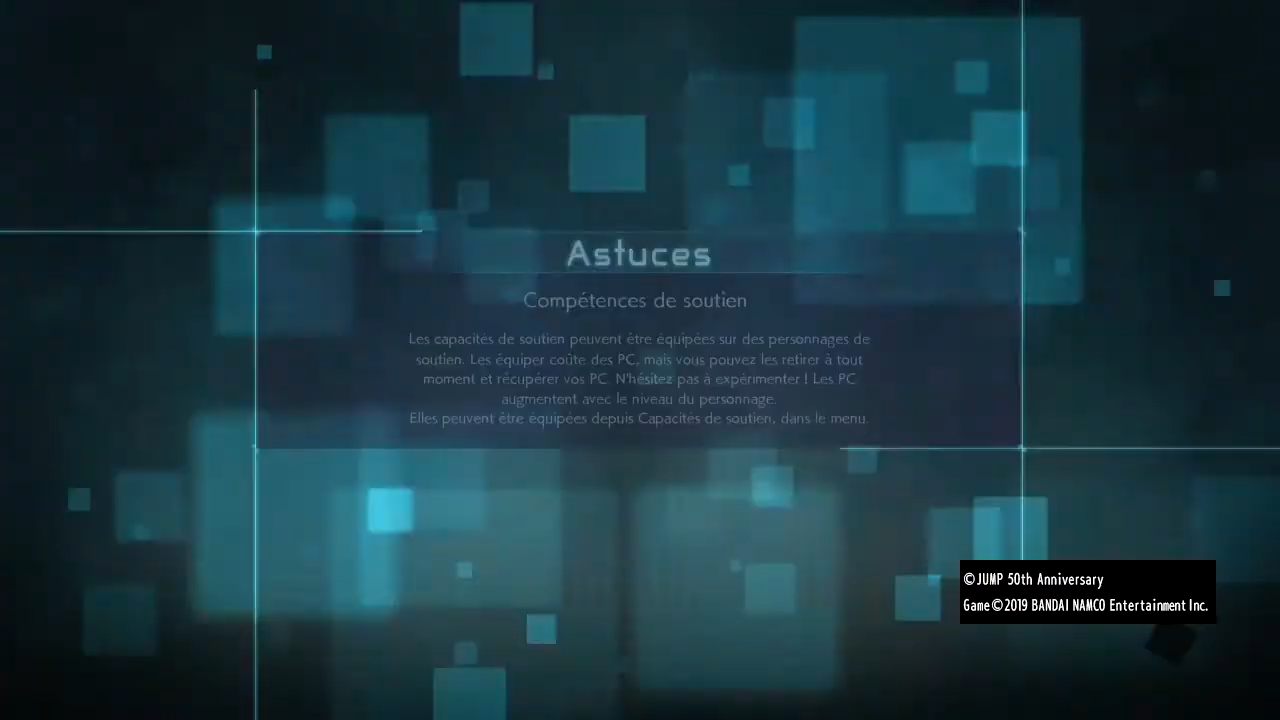 Astuces
Compétences de soutien
Les capacités de soutien peuvent être équipées sur des personnages de
soutien. Les équiper coûte des PC, mais vous pouvez les retirer à tout
moment et récupérer vos PC. N'hésitez pas à expérimenter ! Les PC
augmentent avec le niveau du personnage.
Elles peuvent être équipées depuis Capacités de soutien, dans le menu.
©JUMP 50th Anniversary
Game©2019 BANDAI NAMCO Entertainment Inc.